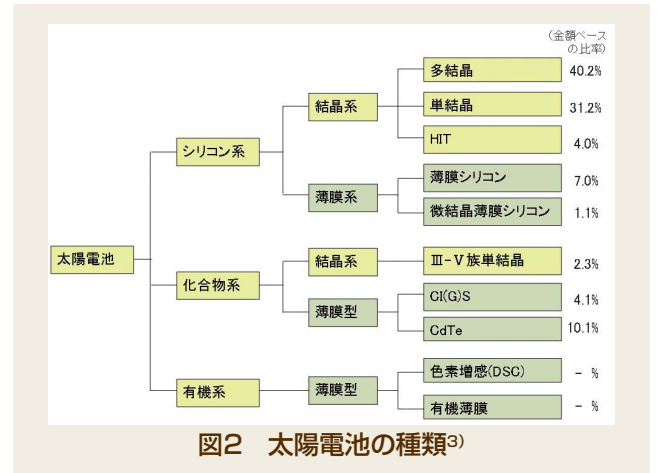 (金額ベース
の比率)
多結晶 40.2%
結晶系 単結晶 31.2%
HIT 4.0%
シリコン系
薄膜シリコン 7.0%
薄膜系
微結晶薄膜シリコン 1.1%
太陽電池
結晶系 Ⅲ-Ⅴ族単結晶 2.3%
化合物系
CI(G)S 4.1%
薄膜型
CdTe 10.1%
色素増感(DSC) - %
有機系 薄膜型
有機薄膜 - %
図2 太陽電池の種類3)